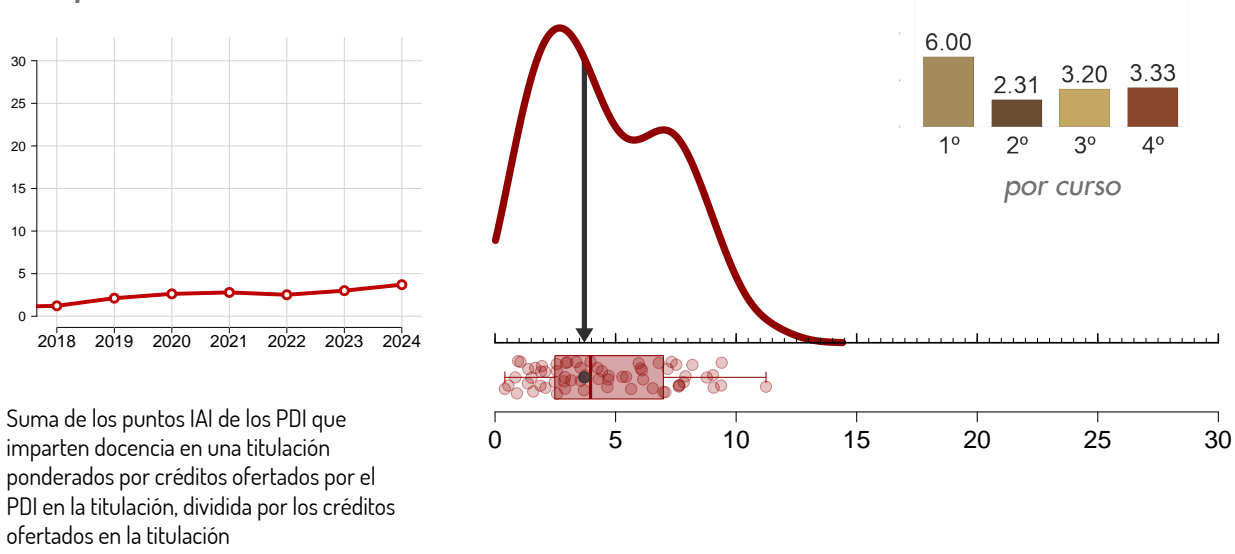 30
25
20
15
10
5
0
2018 2019 2020 2021 2022 2023 2024
Suma de los puntos IAI de los PDI que
imparten docencia en una titulación
ponderados por créditos ofertados por el
PDI en la titulación, dividida por los créditos
ofertados en la titulación
0 5 10 15 20 25 30
6.00 2.31 3.20 3.33
1º 2º 3º 4º
por curso